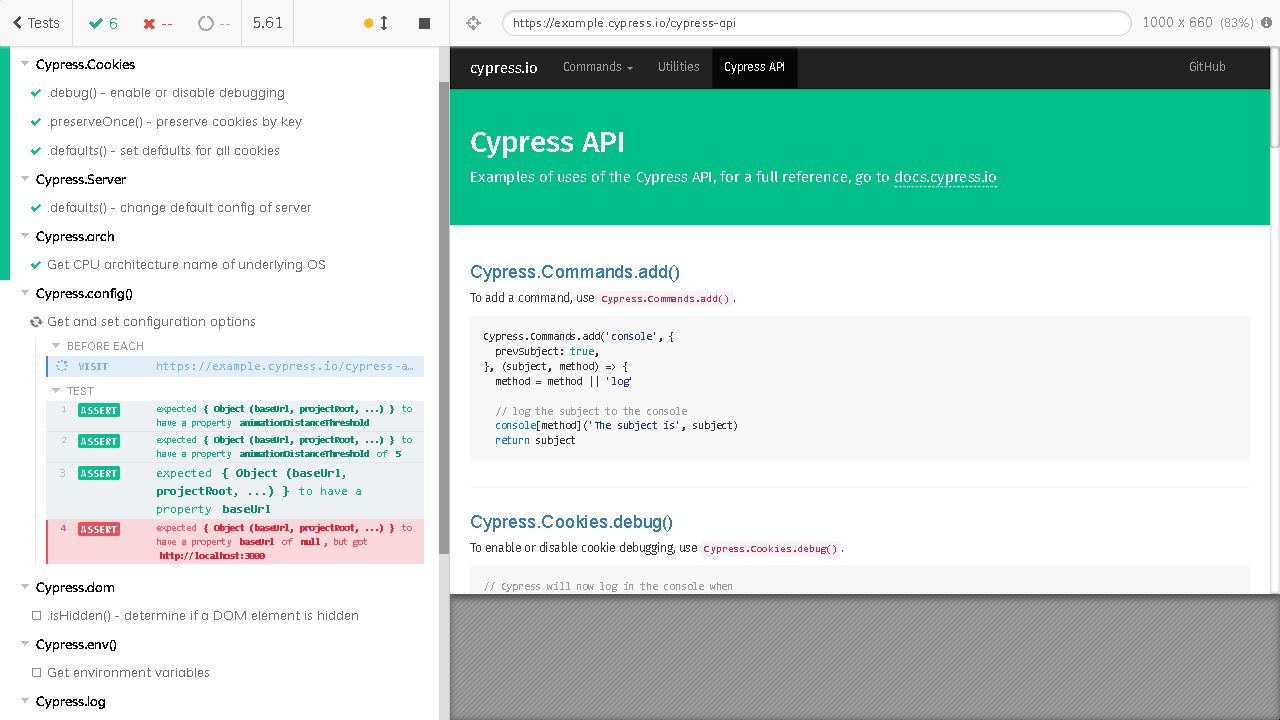 Tests
6
--
--
5.61
https://example.cypress.io/cypress-api
1000 x 660 (83%)
Cypress.Cookies
.debug() - enable or disable debugging
.preserveOnce() - preserve cookies by key
.defaults() - set defaults for all cookies
Cypress.Server
.defaults() - change default config of server
Cypress.arch
Get CPU architecture name of underlying OS
Cypress.config()
Get and set configuration options
BEFORE EACH
VISIT https://example.cypress.io/cypress-a...
TEST
1 ASSERT expected { Object (baseUrl, projectRoot, ...) } to
have a property animationDistanceThreshold
2 ASSERT expected { Object (baseUrl, projectRoot, ...) } to
have a property animationDistanceThreshold of 5
3 ASSERT expected { Object (baseUrl,
projectRoot, ...) } to have a
property baseUrl
4 ASSERT expected { Object (baseUrl, projectRoot, ...) } to
have a property baseUrl of null, but got
http://localhost:3000
Cypress.dom
.isHidden() - determine if a DOM element is hidden
Cypress.env()
Get environment variables
Cypress.log
cypress.io
Commands
Utilities
Cypress API
GitHub
Cypress API
Examples of uses of the Cypress API, for a full reference, go to docs.cypress.io
Cypress.Commands.add()
To add a command, use Cypress.Commands.add().
Cypress.Commands.add('console', {
prevSubject: true,
}, (subject, method) => {
method = method || 'log'
// log the subject to the console
console[method]('The subject is', subject)
return subject
Cypress.Cookies.debug()
To enable or disable cookie debugging, use Cypress.Cookies.debug().
// Cypress will now log in the console when